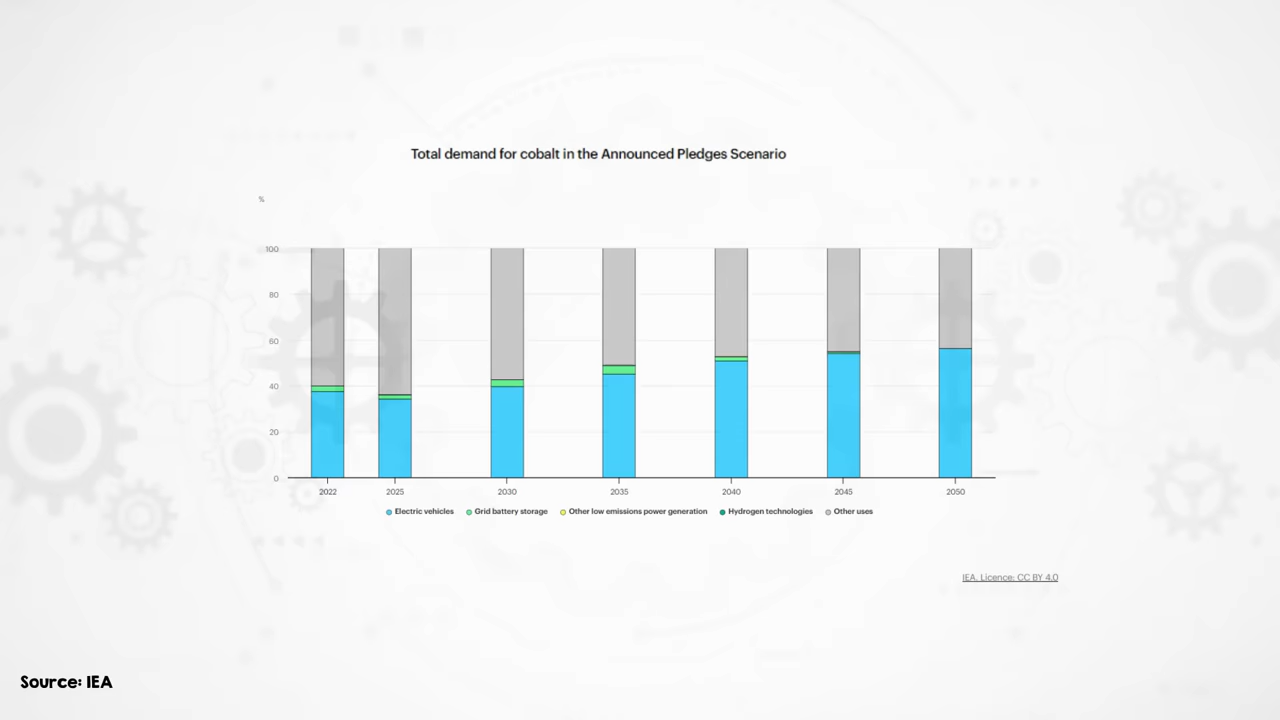 Total demand for cobalt in the Announced Pledges Scenario
%
100
80
60
40
20
0
2022 2025 2030 2035 2040 2045 2050
Electric vehicles Grid battery storage Other low emissions power generation Hydrogen technologies Other uses
IEA. Licence: CC BY 4.0
Source: IEA